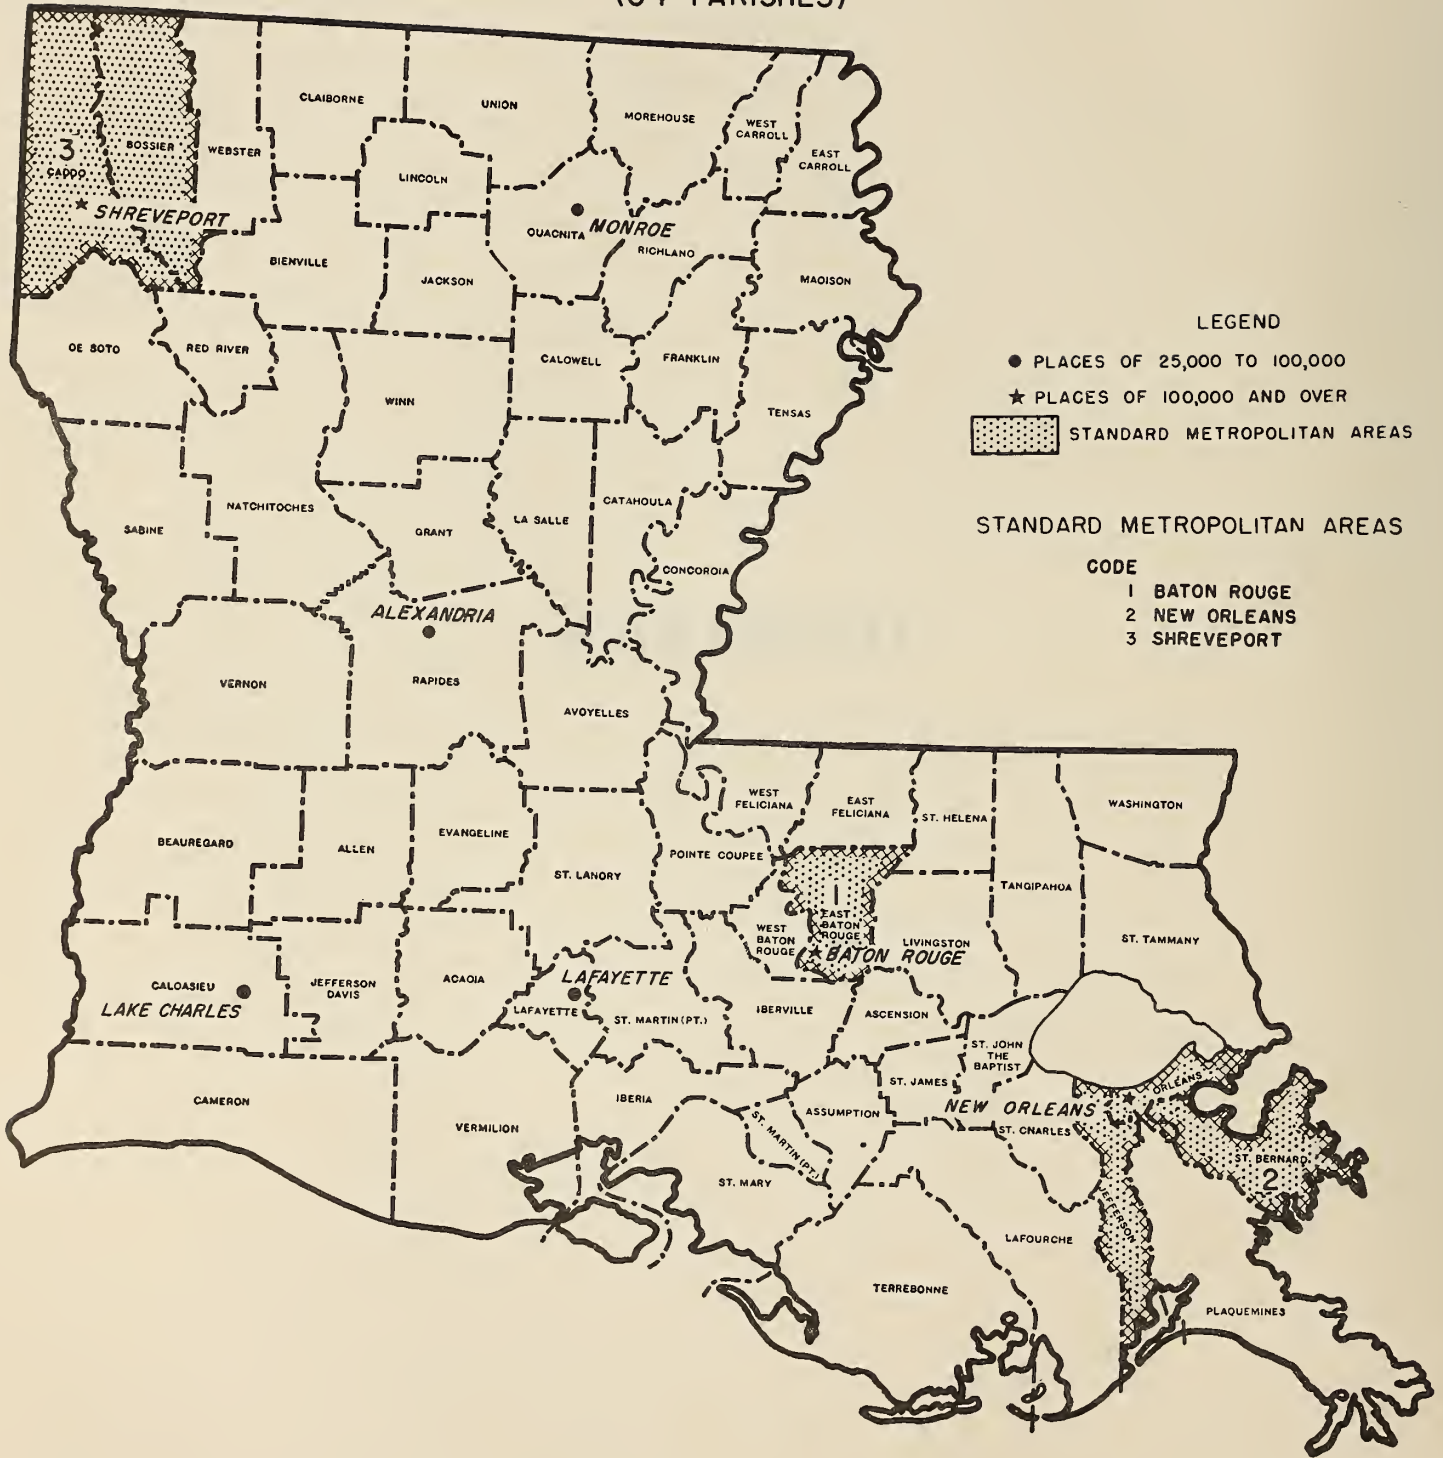 (64 PARISHES)
CLAIBORNE
UNION
MOREHOUSE
WEST
CARROLL
EAST
CARROLL
3
CADDO
BOSSIER
WEBSTER
LINCOLN
SHREVEPORT
MONROE
OUACNITA
RICHLANO
BIENVILLE
JACKSON
MAOISON
OE SOTO
RED RIVER
CALOWELL
FRANKLIN
WINN
TENSAS
NATCHITOCHES
SABINE
GRANT
LA SALLE
CATAHOULA
CONCOROIA
ALEXANDRIA
VERNON
RAPIDES
AVOYELLES
LEGEND
PLACES OF 25,000 TO 100,000
PLACES OF 100,000 AND OVER
STANDARD METROPOLITAN AREAS
STANDARD METROPOLITAN AREAS
CODE
1 BATON ROUGE
2 NEW ORLEANS
3 SHREVEPORT
WEST
FELICIANA
EAST
FELICIANA
ST. HELENA
WASHINGTON
BEAUREGARD
ALLEN
EVANGELINE
ST. LANORY
POINTE COUPEE
TANGIPAHOA
1
EAST
BATON
ROUGE
WEST
BATON
ROUGE
BATON ROUGE
LIVINGSTON
ST. TAMMANY
CALOASIEU
LAKE CHARLES
JEFFERSON
DAVIS
ACAOIA
LAFAYETTE
LAFAYETTE
ST. MARTIN (PT.)
IBERVILLE
ASCENSION
ST. JOHN
THE
BAPTIST
ST. JAMES
CAMERON
VERMILION
IBERIA
ST. MARTIN (PT.)
ASSUMPTION
NEW ORLEANS
ORLEANS
ST. CNARLES
ST. BERNARD
2
ST. MARY
JEFFERSON
LAFOURCHE
TERREBONNE
PLAQUEMINES